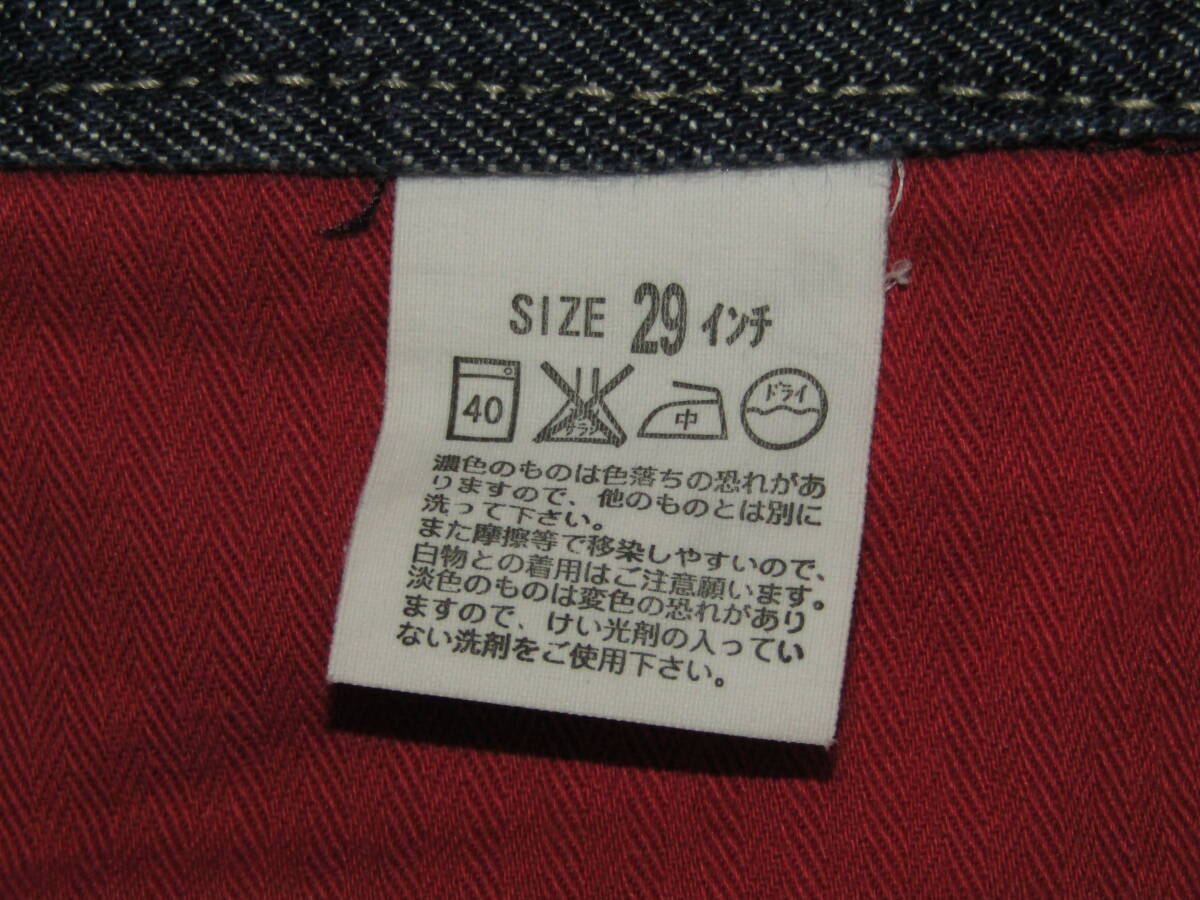 SIZE 29 インチ
40 サラシ 中 ドライ
濃色のものは色落ちの恐れがあ
りますので、他のものとは別に
洗って下さい。
また摩擦等で移染しやすいので、
白物との着用はご注意願います。
淡色のものは変色の恐れがあり
ますので、けい光剤の入ってい
ない洗剤をご使用下さい。